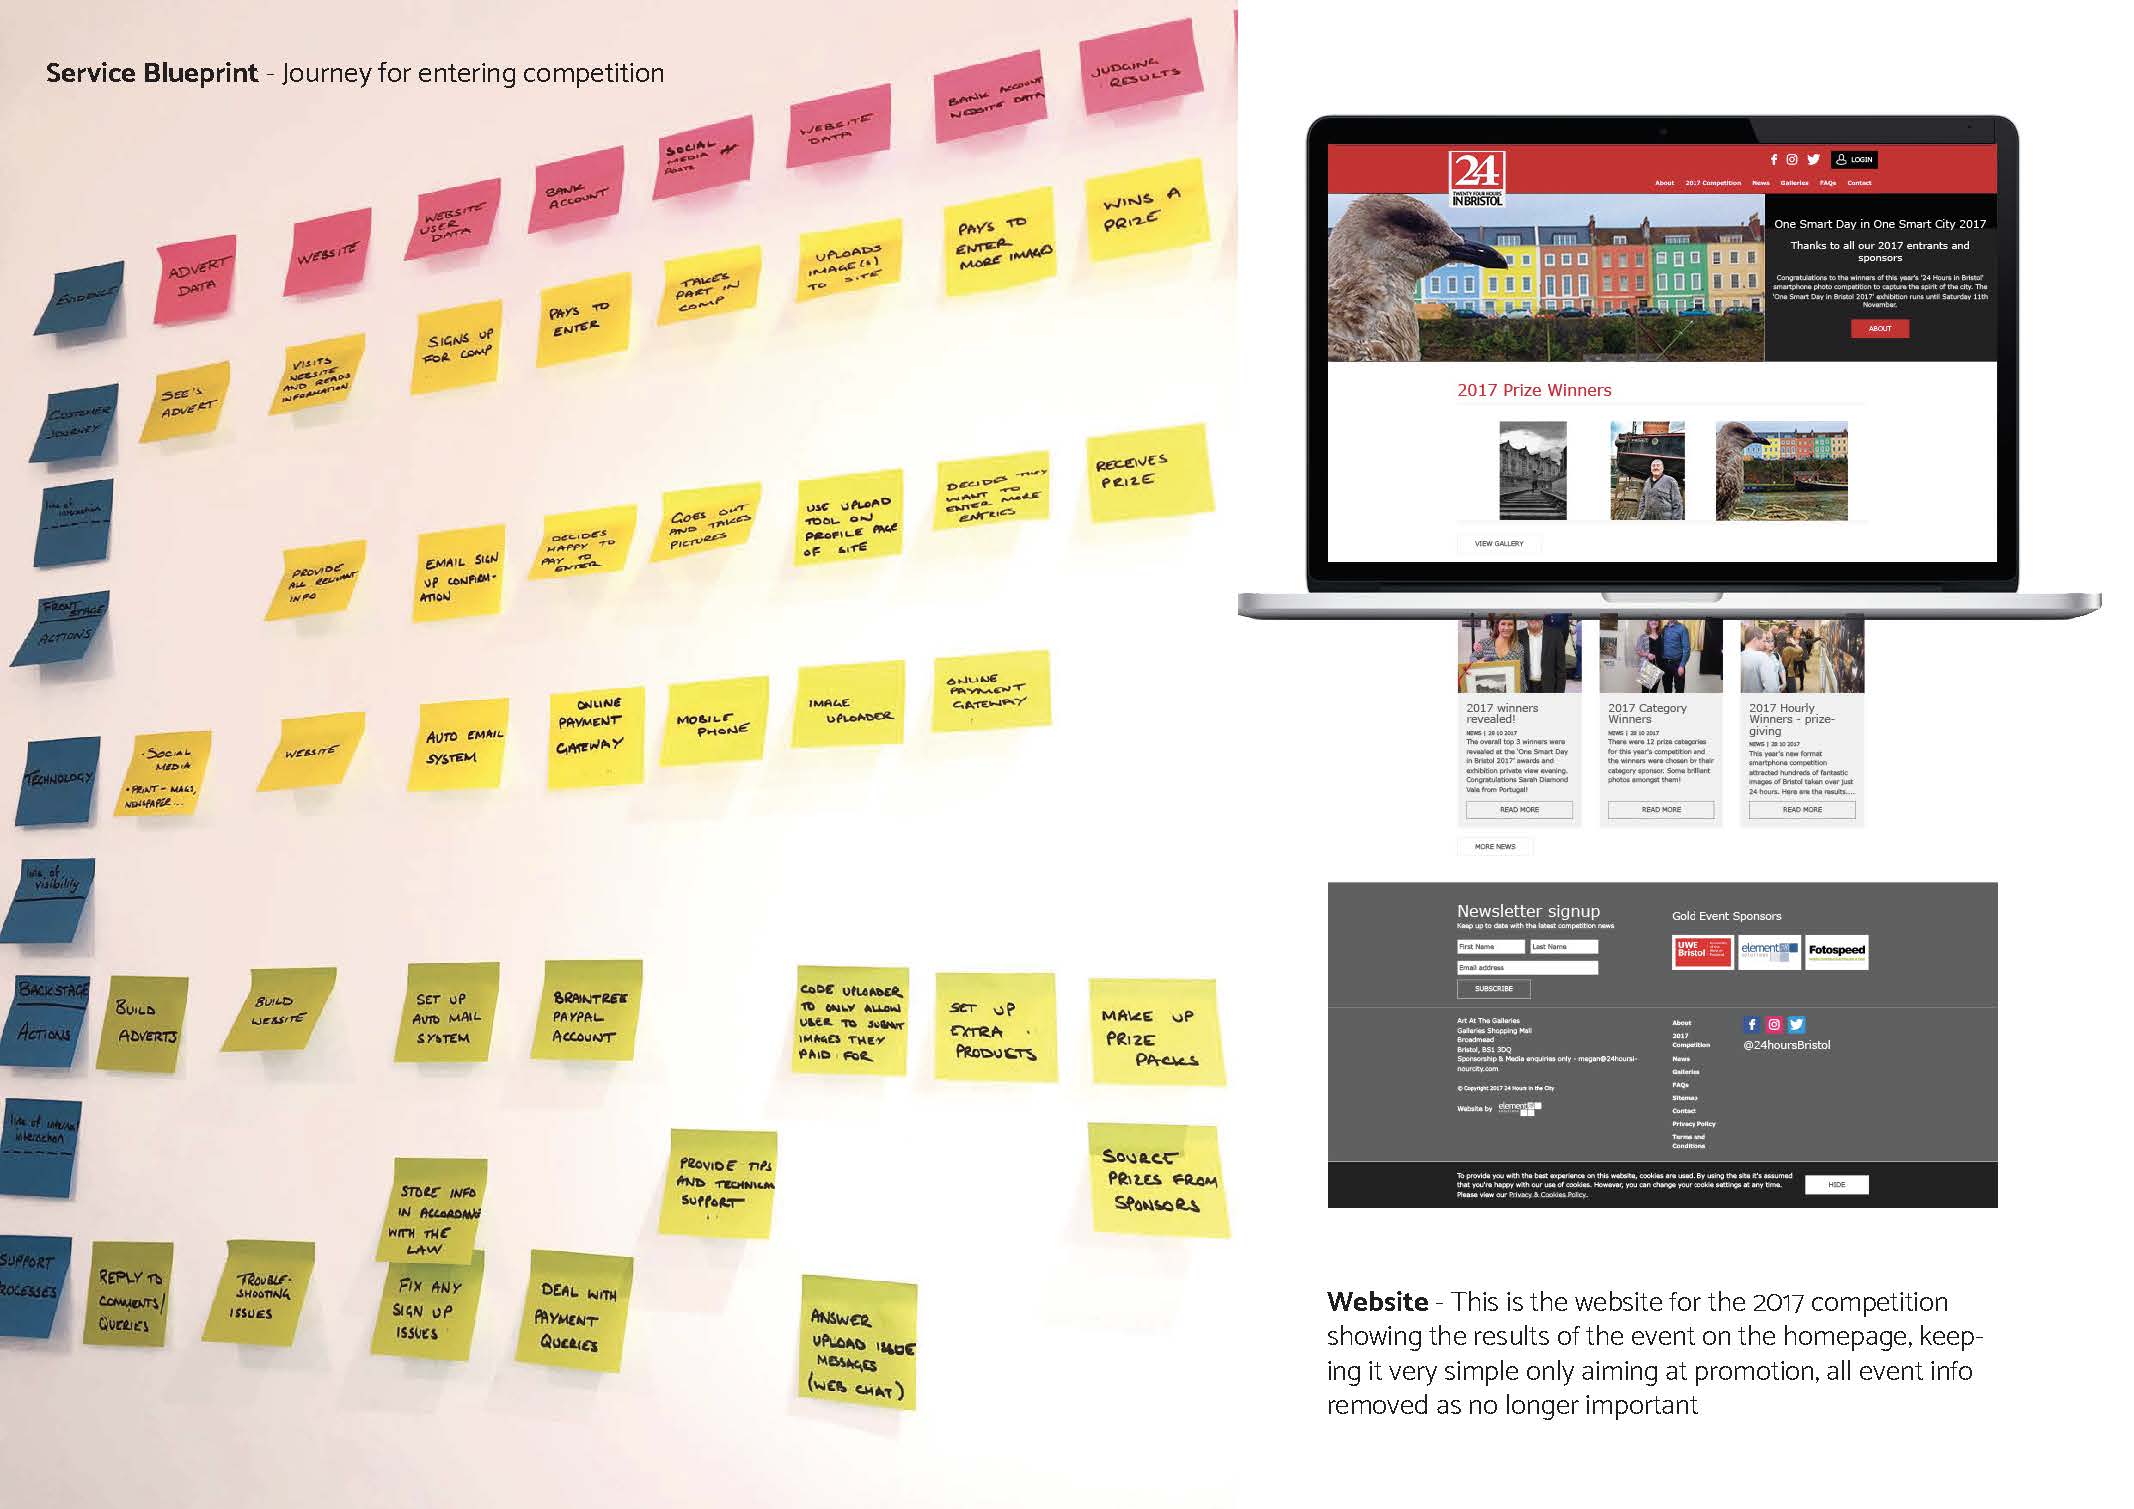 Service Blueprint - Journey for entering competition
EVIDENCE
ADVERT
DATA
WEBSITE
WEBSITE
USER
DATA
BANK
ACCOUNT
SOCIAL
MEDIA
POSTS
WEBSITE
DATA
BANK ACCOUNT
WEBSITE DATA
JUDGING
RESULTS
CUSTOMER
JOURNEY
SEE'S
ADVERT
VISITS
WEBSITE
AND READS
INFORMATION
SIGNS UP
FOR COMP
PAYS TO
ENTER
TAKES
PART IN
COMP
UPLOADS
IMAGE(S)
TO SITE
PAYS TO
ENTER
MORE IMAGES
WINS A
PRIZE
line of
interaction
FRONT
STAGE
ACTIONS
PROVIDE
ALL RELEVANT
INFO
EMAIL SIGN
UP CONFIRM-
ATION
DECIDES
HAPPY TO
PAY TO
ENTER
GOES OUT
AND TAKES
PICTURES
USE UPLOAD
TOOL ON
PROFILE PAGE
OF SITE
DECIDES THEY
WANT TO
ENTER MORE
ENTRIES
RECEIVES
PRIZE
TECHNOLOGY
· SOCIAL
MEDIA
· PRINT - MAGS,
NEWSPAPER...
WEBSITE
AUTO EMAIL
SYSTEM
ONLINE
PAYMENT
GATEWAY
MOBILE
PHONE
IMAGE
UPLOADER
ONLINE
PAYMENT
GATEWAY
line of
visibility
BACKSTAGE
ACTIONS
BUILD
ADVERTS
BUILD
WEBSITE
SET UP
AUTO MAIL
SYSTEM
BRAINTREE
PAYPAL
ACCOUNT
CODE UPLOADER
TO ONLY ALLOW
USER TO SUBMIT
IMAGES THEY
PAID FOR
SET UP
EXTRA
PRODUCTS
MAKE UP
PRIZE
PACKS
line of internal
interaction
STORE INFO
IN ACCORDANCE
WITH THE
LAW
PROVIDE TIPS
AND TECHNICAL
SUPPORT
SOURCE
PRIZES FROM
SPONSORS
SUPPORT
PROCESSES
REPLY TO
COMMENTS/
QUERIES
TROUBLE-
SHOOTING
ISSUES
FIX ANY
SIGN UP
ISSUES
DEAL WITH
PAYMENT
QUERIES
ANSWER
UPLOAD ISSUE
MESSAGES
(WEB CHAT)
24
TWENTY FOUR HOURS
IN BRISTOL
LOGIN
About 2017 Competition News Galleries FAQs Contact
One Smart Day in One Smart City 2017
Thanks to all our 2017 entrants and
sponsors
Congratulations to the winners of this year's '24 Hours in Bristol'
smartphone photo competition to capture the spirit of the city. The
'One Smart Day in Bristol 2017' exhibition runs until Saturday 11th
November.
ABOUT
2017 Prize Winners
VIEW GALLERY
2017 winners
revealed!
NEWS | 28 10 2017
The overall top 3 winners were
revealed at the 'One Smart Day
in Bristol 2017' awards and
exhibition private view evening.
Congratulations Sarah Diamond
Vala from Portugal!
READ MORE
2017 Category
Winners
NEWS | 28 10 2017
There were 12 prize categories
for this year's competition and
the winners were chosen by their
category sponsor. Some brilliant
photos amongst them!
READ MORE
2017 Hourly
Winners - prize-
giving
NEWS | 28 10 2017
This year's new format
smartphone competition
attracted hundreds of fantastic
images of Bristol taken over just
24 hours. Here are the results....
READ MORE
MORE NEWS
Newsletter signup
Keep up to date with the latest competition news
First Name Last Name
Email address
SUBSCRIBE
Gold Event Sponsors
UWE
Bristol
element
Fotospeed
Art At The Galleries
Galleries Shopping Mall
Broadmead
Bristol, BS1 3DQ
Sponsorship & Media enquiries only - megan@24hoursi-
nourcity.com
© Copyright 2017 24 Hours in the City
Website by element
About
2017
Competition
News
Galleries
FAQs
Sitemap
Contact
Privacy Policy
Terms and
Conditions
@24hoursBristol
To provide you with the best experience on this website, cookies are used. By using the site it's assumed
that you're happy with our use of cookies. However, you can change your cookie settings at any time.
Please view our Privacy & Cookies Policy.
HIDE
Website - This is the website for the 2017 competition
showing the results of the event on the homepage, keep-
ing it very simple only aiming at promotion, all event info
removed as no longer important